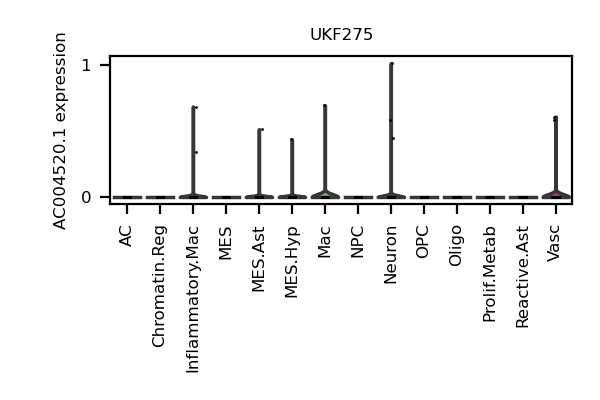 UKF275
AC004520.1 expression
1
0
AC
Chromatin.Reg
Inflammatory.Mac
MES
MES.Ast
MES.Hyp
Mac
NPC
Neuron
OPC
Oligo
Prolif.Metab
Reactive.Ast
Vasc